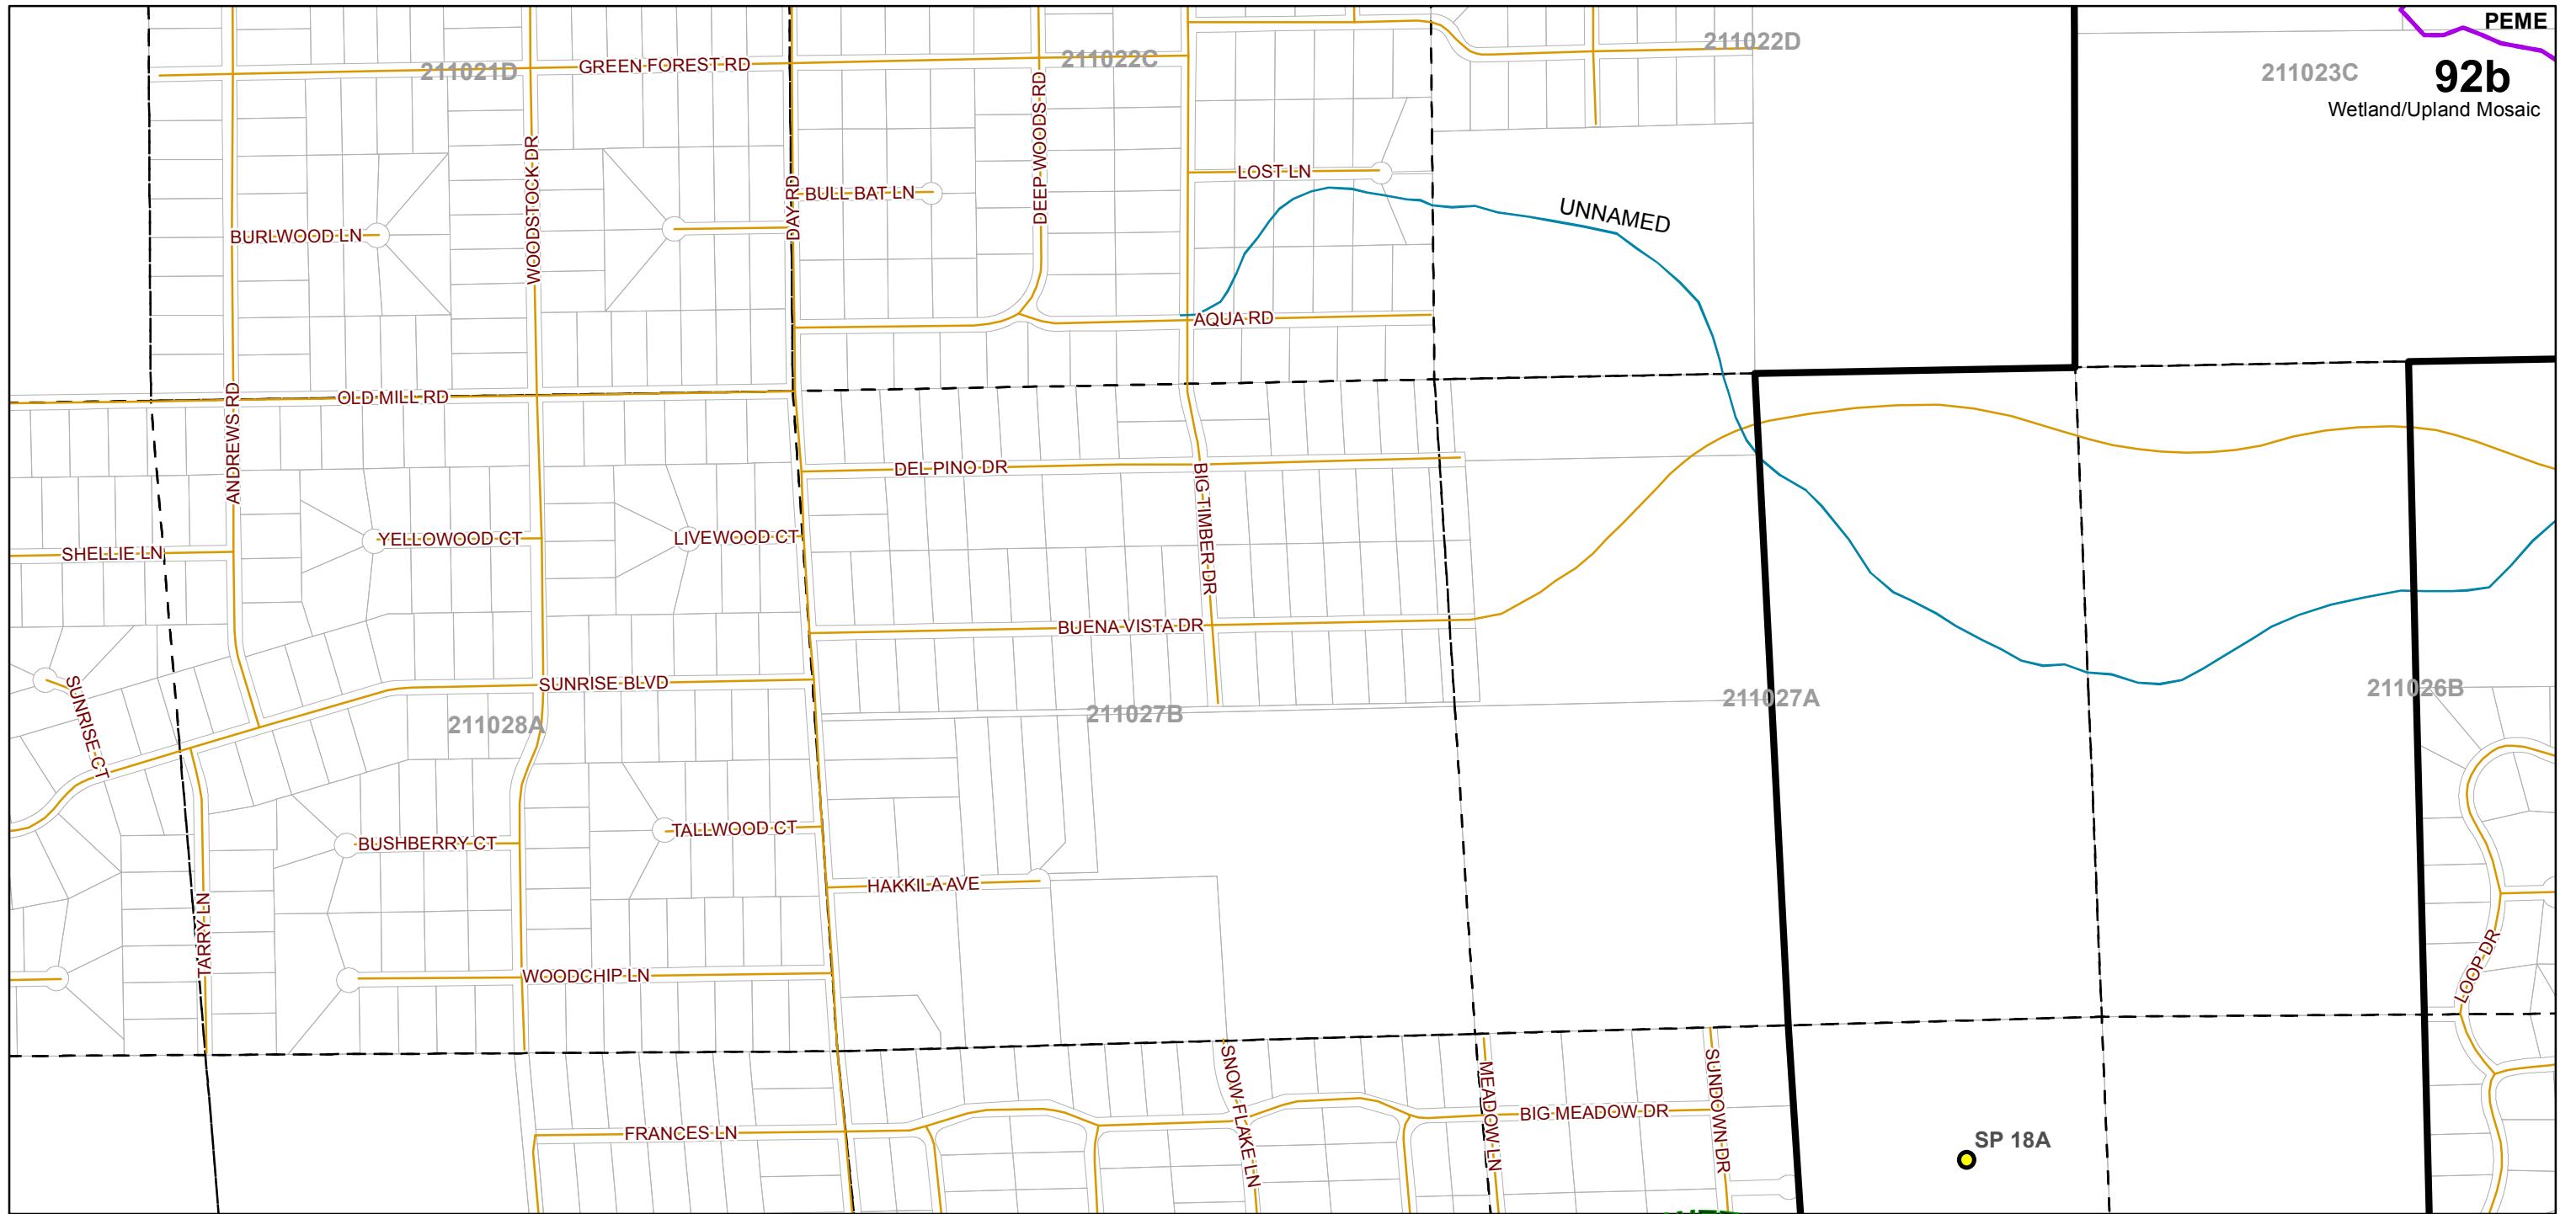 PEME
211022D
211022C
GREEN FOREST RD
211021D
211023C
92b
Wetland/Upland Mosaic
WOODSTOCK DR
DAY RD
DEEP WOODS RD
LOST LN
BULL BAT LN
BURLWOOD LN
UNNAMED
AQUA RD
OLD MILL RD
ANDREWS RD
DEL PINO DR
BIG TIMBER DR
YELLOWOOD CT
LIVEWOOD CT
SHELLIE LN
BUENA VISTA DR
SUNRISE BLVD
SUNRISE CT
211028A
211027B
211027A
211026B
TALLWOOD CT
BUSHBERRY CT
HAKKILA AVE
TARRY LN
WOODCHIP LN
LOOP DR
SNOW FLAKE LN
MEADOW LN
SUNDOWN DR
BIG MEADOW DR
FRANCES LN
SP 18A